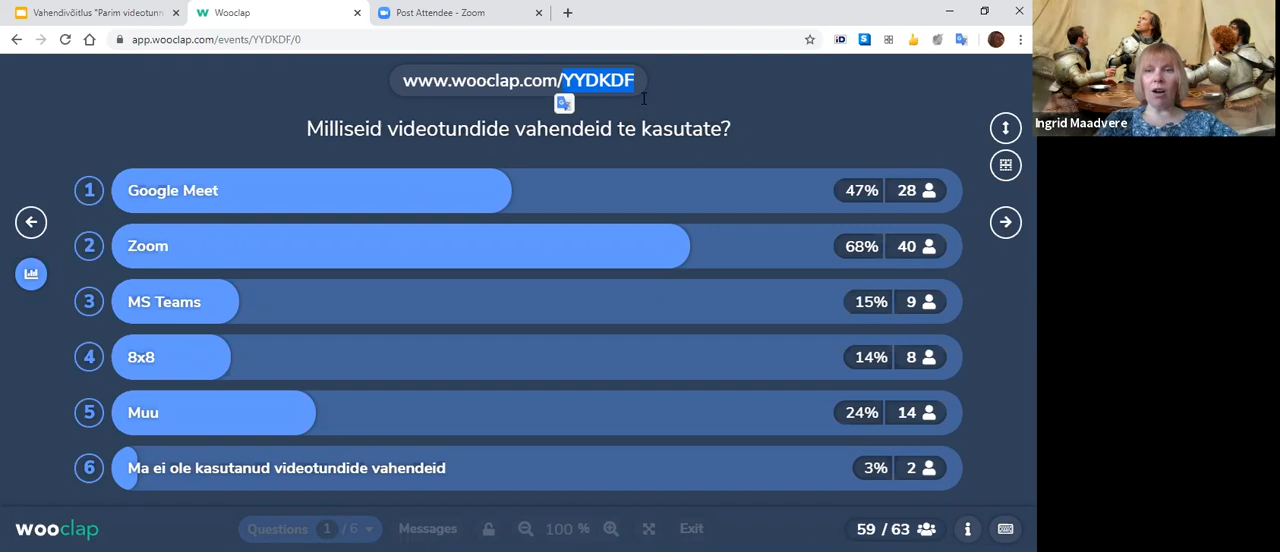 Vahendivõitlus "Parim videotunn
Wooclap
Post Attendee - Zoom
app.wooclap.com/events/YYDKDF/0
www.wooclap.com/YYDKDF
Milliseid videotundide vahendeid te kasutate?
Ingrid Maadvere
1 Google Meet 47% 28
2 Zoom 68% 40
3 MS Teams 15% 9
4 8x8 14% 8
5 Muu 24% 14
6 Ma ei ole kasutanud videotundide vahendeid 3% 2
wooclap Questions 1 / 6 Messages 100 % Exit 59 / 63